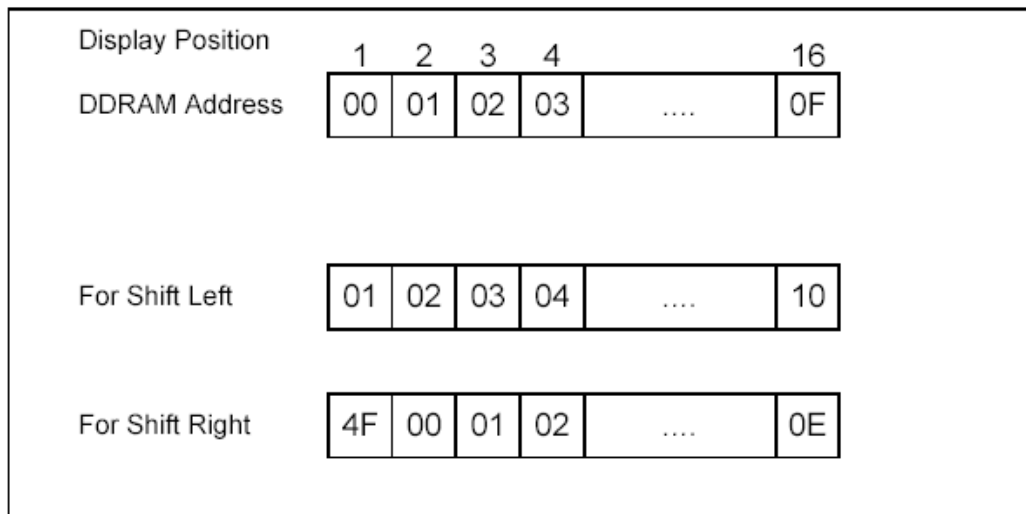 Display Position 1 2 3 4 16
DDRAM Address 00 01 02 03 .... 0F
For Shift Left 01 02 03 04 .... 10
For Shift Right 4F 00 01 02 .... 0E